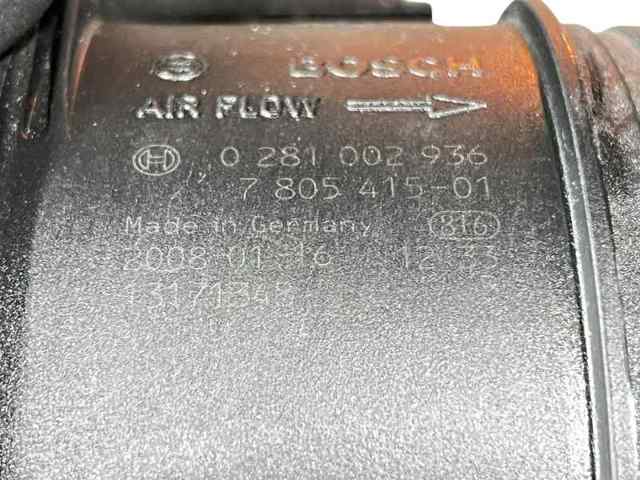 BOSCH
AIR FLOW
0 281 002 936
7 805 415-01
Made in Germany 816
2008 01 16 12:33